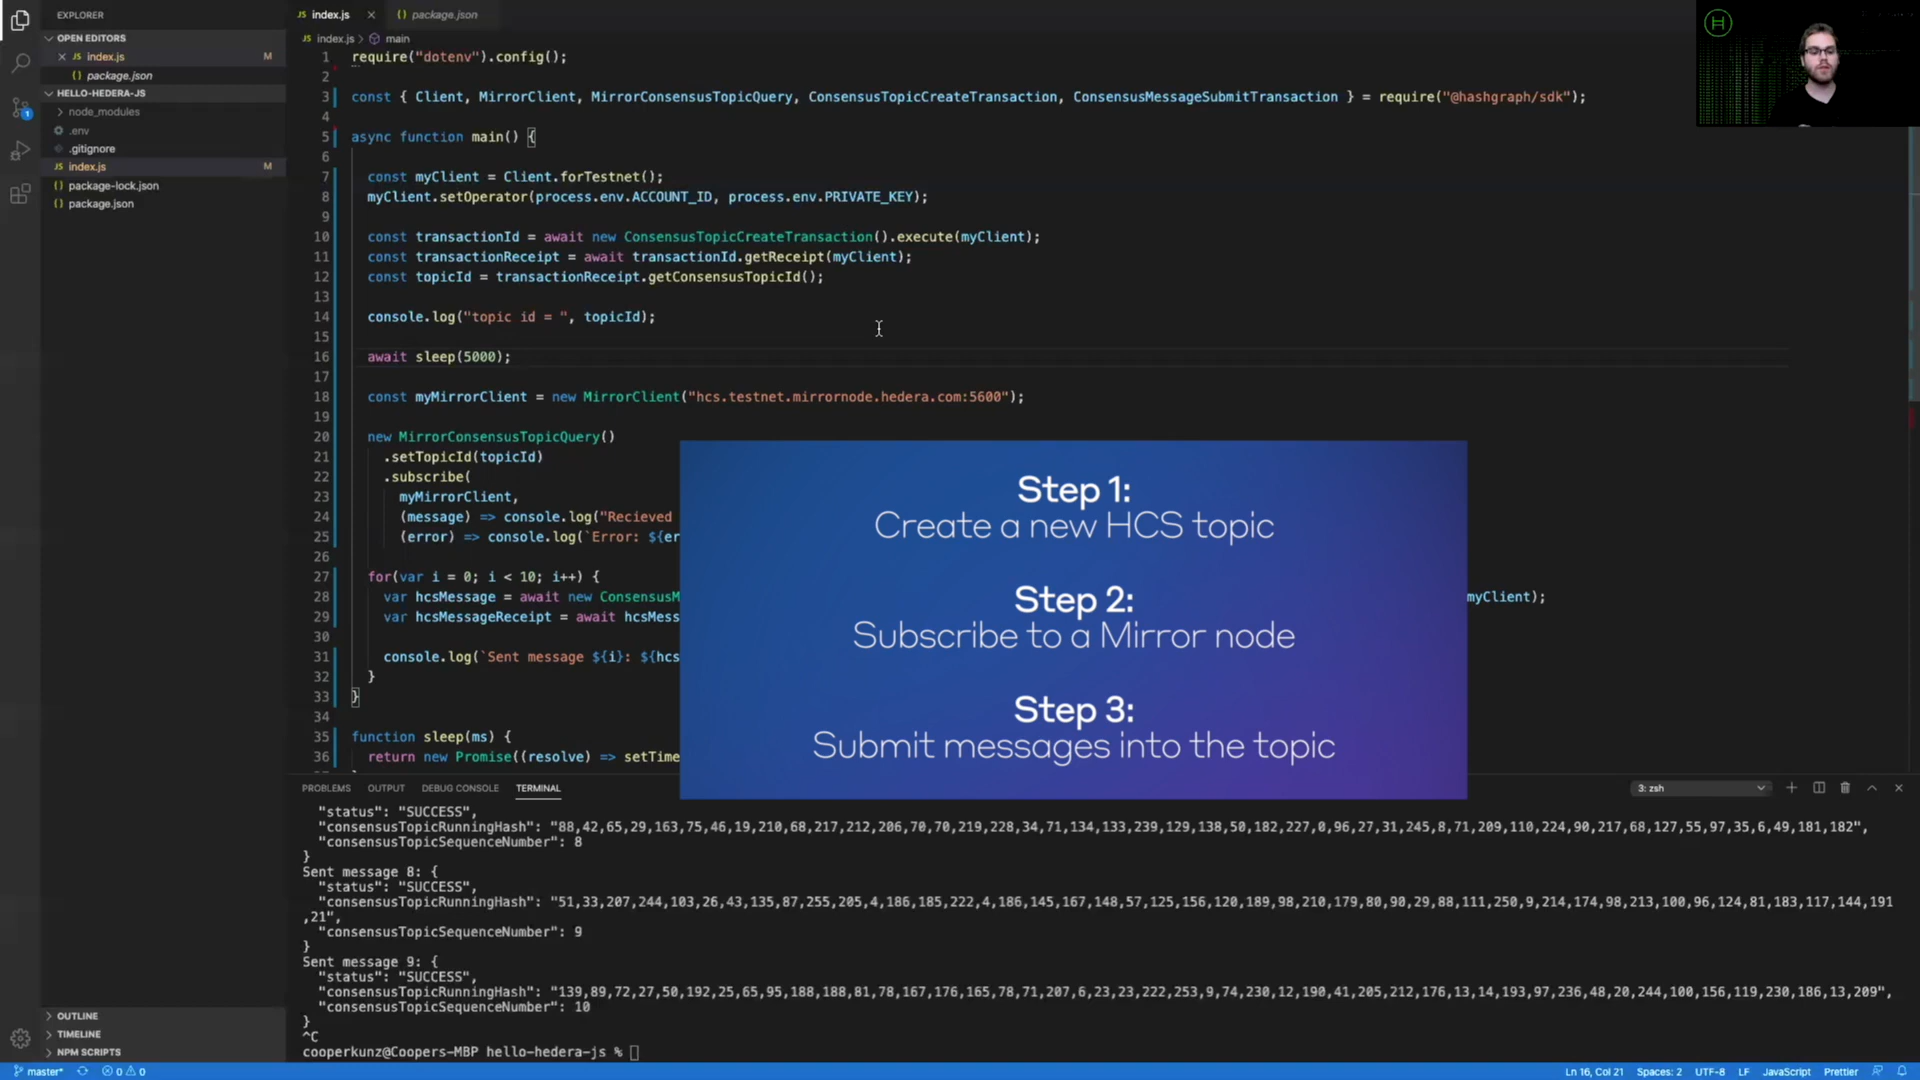 EXPLORER
OPEN EDITORS
index.js M
package.json
HELLO-HEDERA-JS
node_modules
.env
.gitignore
index.js M
package-lock.json
package.json
OUTLINE
TIMELINE
NPM SCRIPTS
JS index.js
{} package.json
JS index.js > main
1 require("dotenv").config();
2
3 const { Client, MirrorClient, MirrorConsensusTopicQuery, ConsensusTopicCreateTransaction, ConsensusMessageSubmitTransaction } = require("@hashgraph/sdk");
4
5 async function main() {
6
7 const myClient = Client.forTestnet();
8 myClient.setOperator(process.env.ACCOUNT_ID, process.env.PRIVATE_KEY);
9
10 const transactionId = await new ConsensusTopicCreateTransaction().execute(myClient);
11 const transactionReceipt = await transactionId.getReceipt(myClient);
12 const topicId = transactionReceipt.getConsensusTopicId();
13
14 console.log("topic id = ", topicId);
15
16 await sleep(5000);
17
18 const myMirrorClient = new MirrorClient("hcs.testnet.mirrornode.hedera.com:5600");
19
20 new MirrorConsensusTopicQuery()
21 .setTopicId(topicId)
22 .subscribe(
23 myMirrorClient,
24 (message) => console.log("Recieved
25 (error) => console.log(`Error: ${er
26
27 for(var i = 0; i < 10; i++) {
28 var hcsMessage = await new ConsensusM myClient);
29 var hcsMessageReceipt = await hcsMess
30
31 console.log(`Sent message ${i}: ${hcs
32 }
33 }
34
35 function sleep(ms) {
36 return new Promise((resolve) => setTime
Step 1:
Create a new HCS topic
Step 2:
Subscribe to a Mirror node
Step 3:
Submit messages into the topic
PROBLEMS OUTPUT DEBUG CONSOLE TERMINAL 3: zsh
"status": "SUCCESS",
"consensusTopicRunningHash": "88,42,65,29,163,75,46,19,210,68,217,212,206,70,70,219,228,34,71,134,133,239,129,138,50,182,227,0,96,27,31,245,8,71,209,110,224,90,217,68,127,55,97,35,6,49,181,182",
"consensusTopicSequenceNumber": 8
}
Sent message 8: {
"status": "SUCCESS",
"consensusTopicRunningHash": "51,33,207,244,103,26,43,135,87,255,205,4,186,185,222,4,186,145,167,148,57,125,156,120,189,98,210,179,80,90,29,88,111,250,9,214,174,98,213,100,96,124,81,183,117,144,191
,21",
"consensusTopicSequenceNumber": 9
}
Sent message 9: {
"status": "SUCCESS",
"consensusTopicRunningHash": "139,89,72,27,50,192,25,65,95,188,188,81,78,167,176,165,78,71,207,6,23,23,222,253,9,74,230,12,190,41,205,212,176,13,14,193,97,236,48,20,244,100,156,119,230,186,13,209",
"consensusTopicSequenceNumber": 10
}
^C
cooperkunz@Coopers-MBP hello-hedera-js %
master* 0 0 Ln 16, Col 21 Spaces: 2 UTF-8 LF JavaScript Prettier